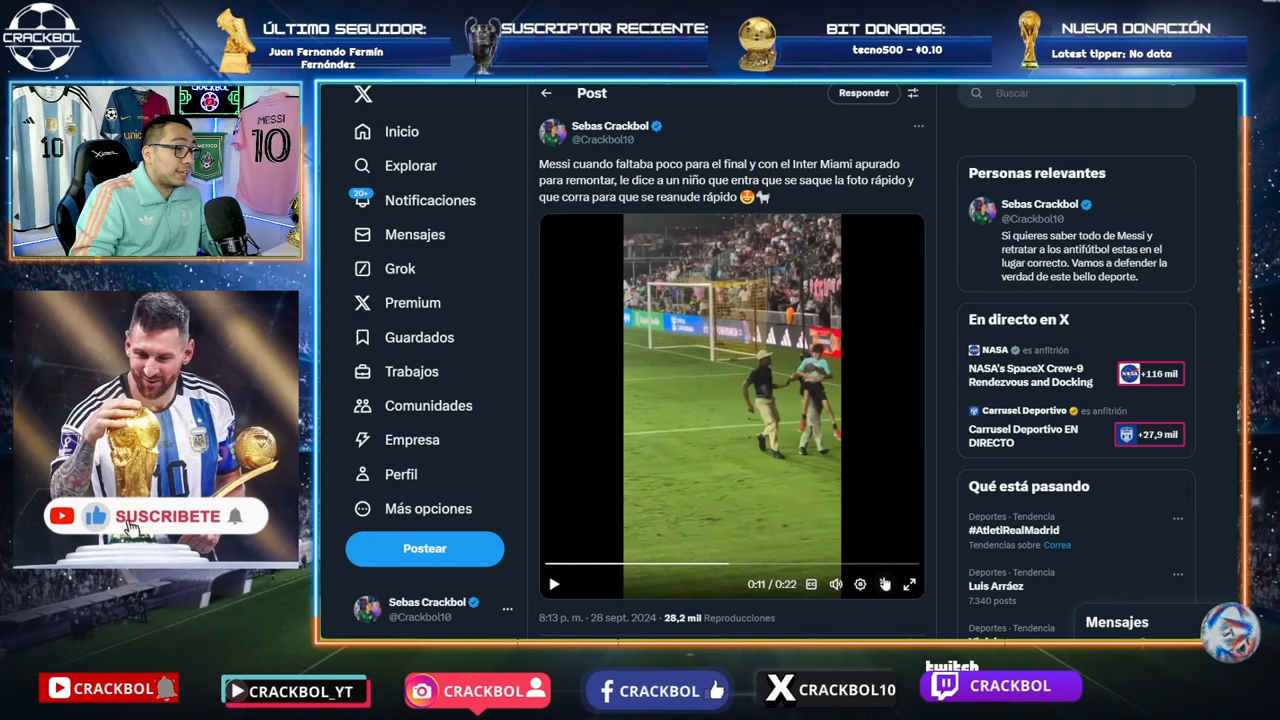 CRACKBOL
ÚLTIMO SEGUIDOR:
Juan Fernando Fermín
Fernández
SUSCRIPTOR RECIENTE:
BIT DONADOS:
tecno500 - $0.10
NUEVA DONACIÓN
Latest tipper: No data
CRACKBOL
MESSI
10
10
MEXICO
SUSCRIBETE
Inicio
Explorar
20+
Notificaciones
Mensajes
Grok
Premium
Guardados
Trabajos
Comunidades
Empresa
Perfil
Más opciones
Postear
Sebas Crackbol
@Crackbol10
Post
Responder
Sebas Crackbol
@Crackbol10
Messi cuando faltaba poco para el final y con el Inter Miami apurado
para remontar, le dice a un niño que entra que se saque la foto rápido y
que corra para que se reanude rápido 🤩🐐
0:11 / 0:22
8:13 p. m. · 28 sept. 2024 · 28,2 mil Reproducciones
Buscar
Personas relevantes
Sebas Crackbol
@Crackbol10
Si quieres saber todo de Messi y
retratar a los antifútbol estas en el
lugar correcto. Vamos a defender la
verdad de este bello deporte.
En directo en X
NASA es anfitrión
NASA's SpaceX Crew-9
Rendezvous and Docking
+116 mil
Carrusel Deportivo es anfitrión
Carrusel Deportivo EN
DIRECTO
+27,9 mil
Qué está pasando
Deportes · Tendencia
#AtletiRealMadrid
Tendencias sobre Correa
Deportes · Tendencia
Luis Arráez
7.340 posts
Mensajes
CRACKBOL
CRACKBOL_YT
CRACKBOL
CRACKBOL
CRACKBOL10
twitch
CRACKBOL